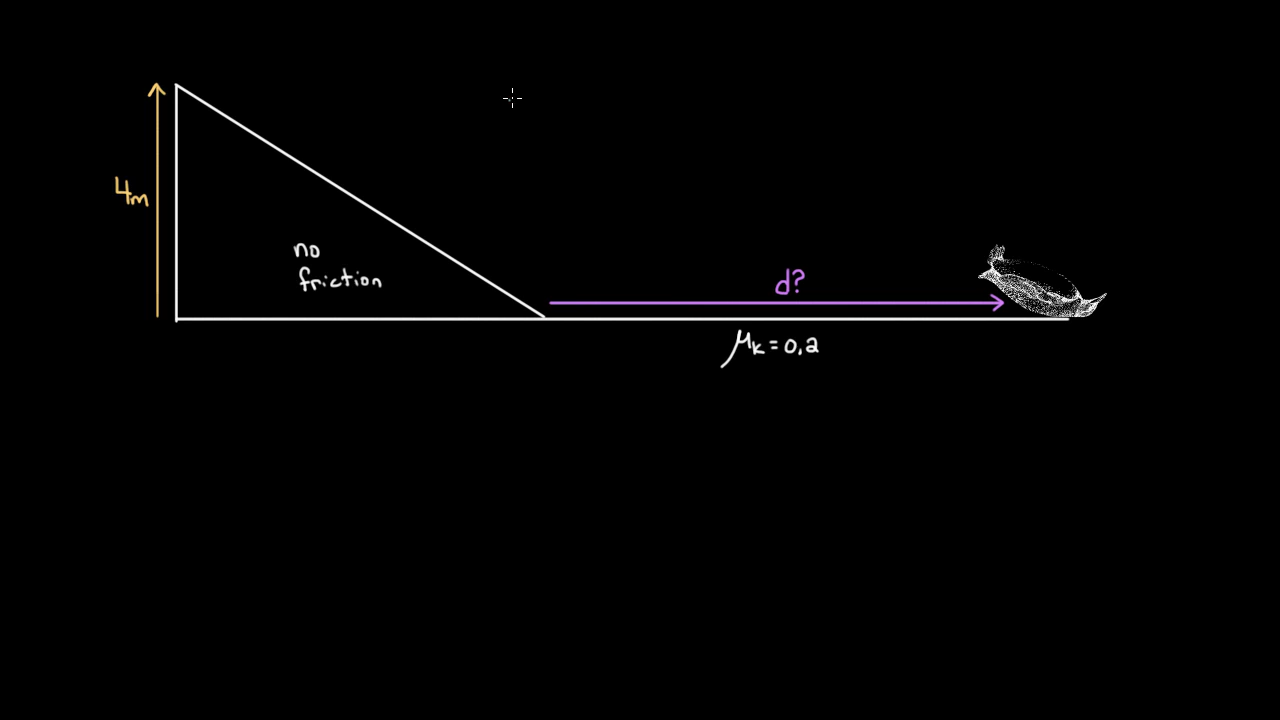 4m
no
friction
d?
μk = 0,2